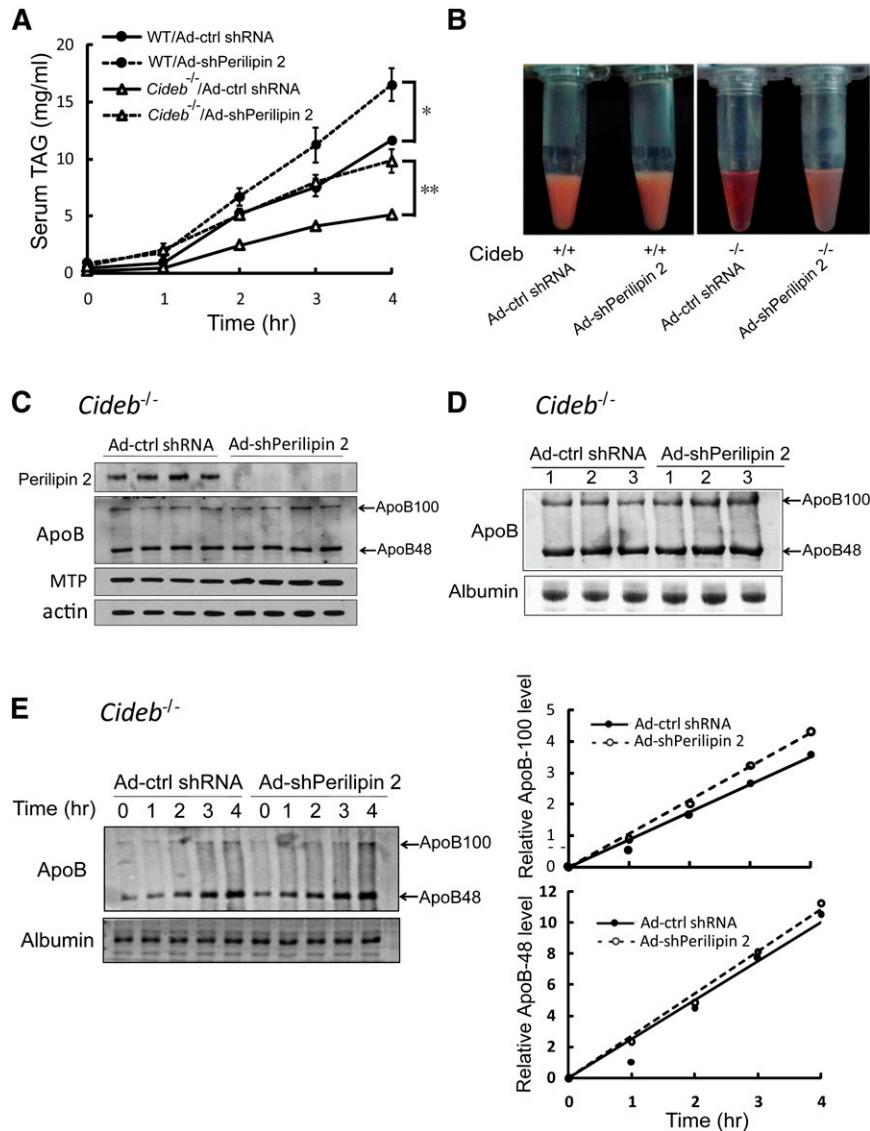 A
Serum TAG (mg/ml)
20
15
10
5
0
WT/Ad-ctrl shRNA
WT/Ad-shPerilipin 2
Cideb-/-/Ad-ctrl shRNA
Cideb-/-/Ad-shPerilipin 2
*
**
0 1 2 3 4
Time (hr)
B
Cideb +/+ +/+ -/- -/-
Ad-ctrl shRNA
Ad-shPerilipin 2
Ad-ctrl shRNA
Ad-shPerilipin 2
C Cideb-/-
Ad-ctrl shRNA Ad-shPerilipin 2
Perilipin 2
ApoB
ApoB100
ApoB48
MTP
actin
D Cideb-/-
Ad-ctrl shRNA Ad-shPerilipin 2
1 2 3 1 2 3
ApoB
ApoB100
ApoB48
Albumin
E Cideb-/-
Ad-ctrl shRNA Ad-shPerilipin 2
Time (hr) 0 1 2 3 4 0 1 2 3 4
ApoB
ApoB100
ApoB48
Albumin
Relative ApoB-100 level
5
4
3
2
1
0
Ad-ctrl shRNA
Ad-shPerilipin 2
0 1 2 3 4
Relative ApoB-48 level
12
10
8
6
4
2
0
Ad-ctrl shRNA
Ad-shPerilipin 2
0 1 2 3 4
Time (hr)